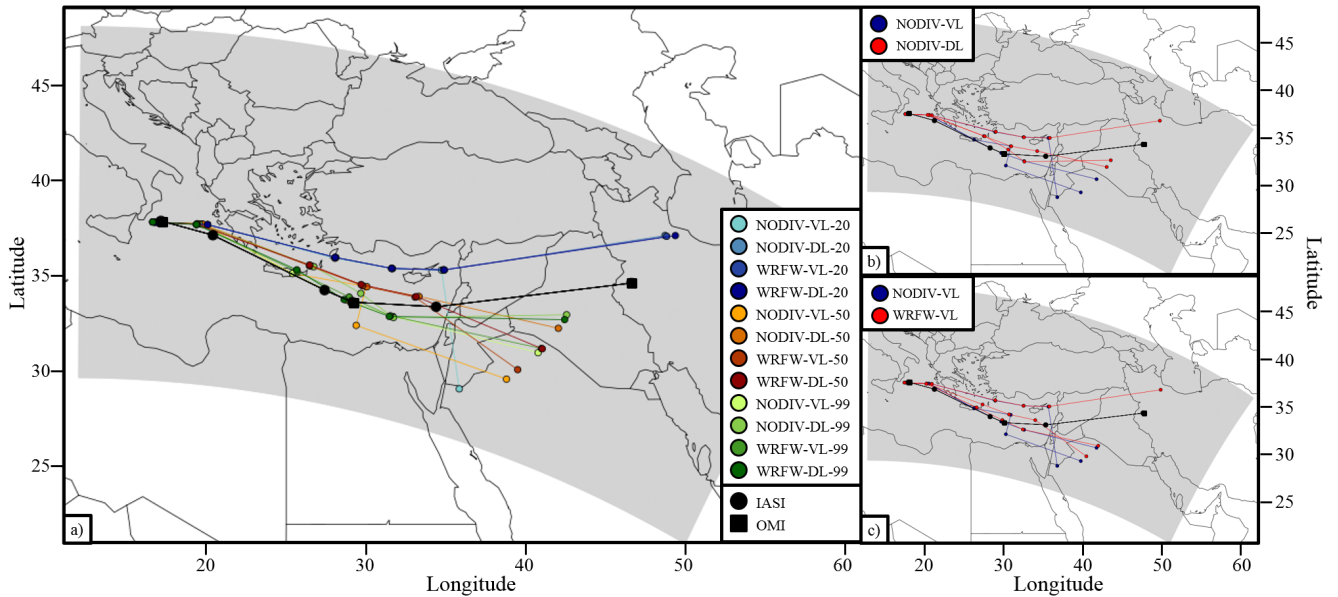 45
40
35
30
25
Latitude
20
30
40
50
60
Longitude
a)
NODIV-VL-20
NODIV-DL-20
WRFW-VL-20
WRFW-DL-20
NODIV-VL-50
NODIV-DL-50
WRFW-VL-50
WRFW-DL-50
NODIV-VL-99
NODIV-DL-99
WRFW-VL-99
WRFW-DL-99
IASI
OMI
NODIV-VL
NODIV-DL
b)
45
40
35
30
25
Latitude
NODIV-VL
WRFW-VL
c)
45
40
35
30
25
20
30
40
50
60
Longitude